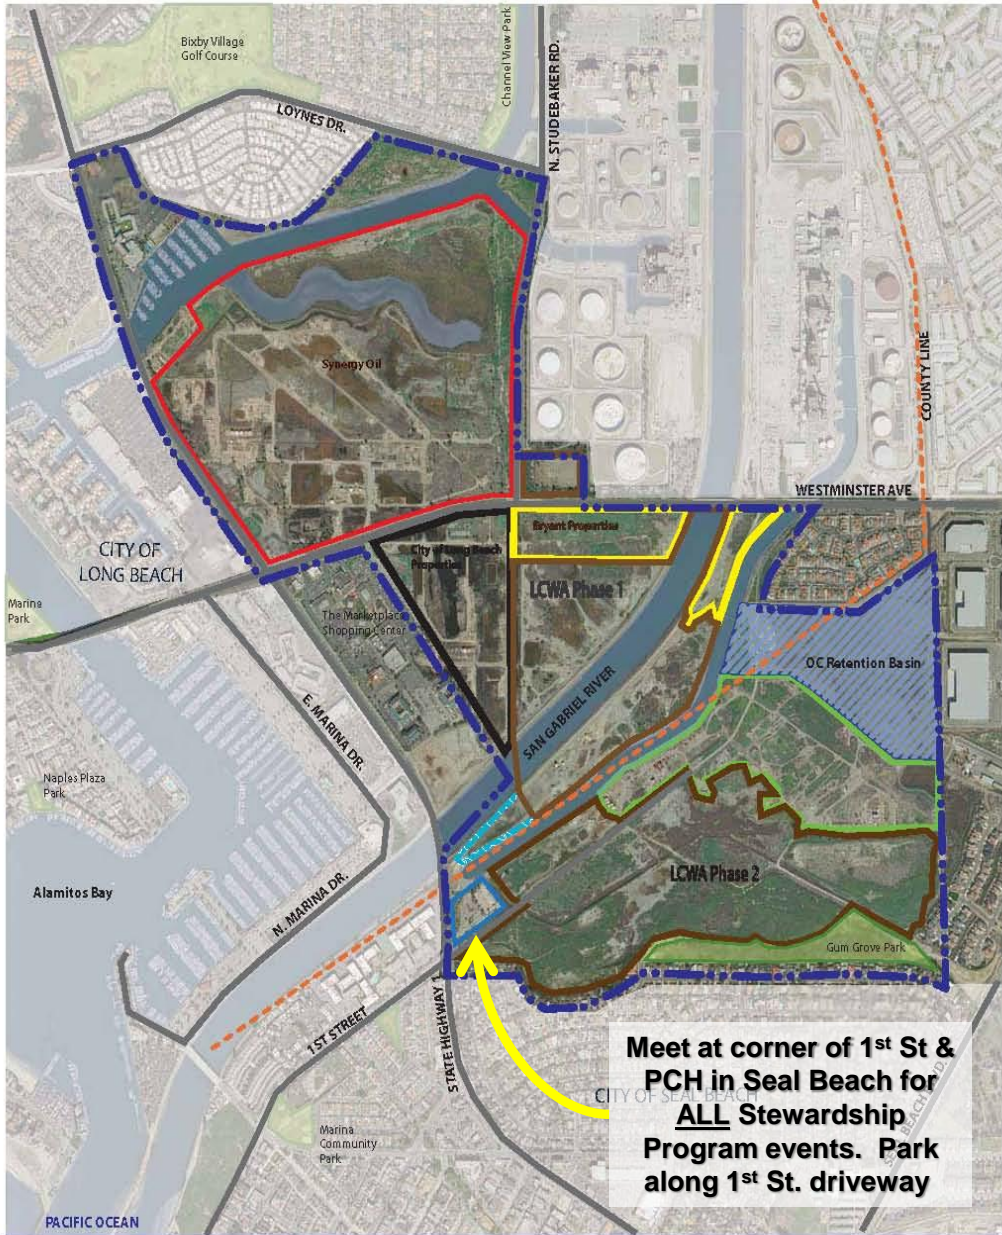 Bixby Village
Golf Course
Channel View Park
N. STUDEBAKER RD.
LOYNES DR.
Synergy Oil
COUNTY LINE
WESTMINSTER AVE
Bryant Properties
CITY OF
LONG BEACH
City of Long Beach
Properties
LCWA Phase 1
Marina
Park
The Marketplace
Shopping Center
OC Retention Basin
E. MARINA DR.
SAN GABRIEL RIVER
Naples Plaza
Park
LCWA Phase 2
Alamitos Bay
N. MARINA DR.
Gum Grove Park
1ST STREET
STATE HIGHWAY 1
Meet at corner of 1st St &
PCH in Seal Beach for
CITY OF SEAL BEACH
ALL Stewardship
Program events. Park
along 1st St. driveway
Marina
Community
Park
PACIFIC OCEAN